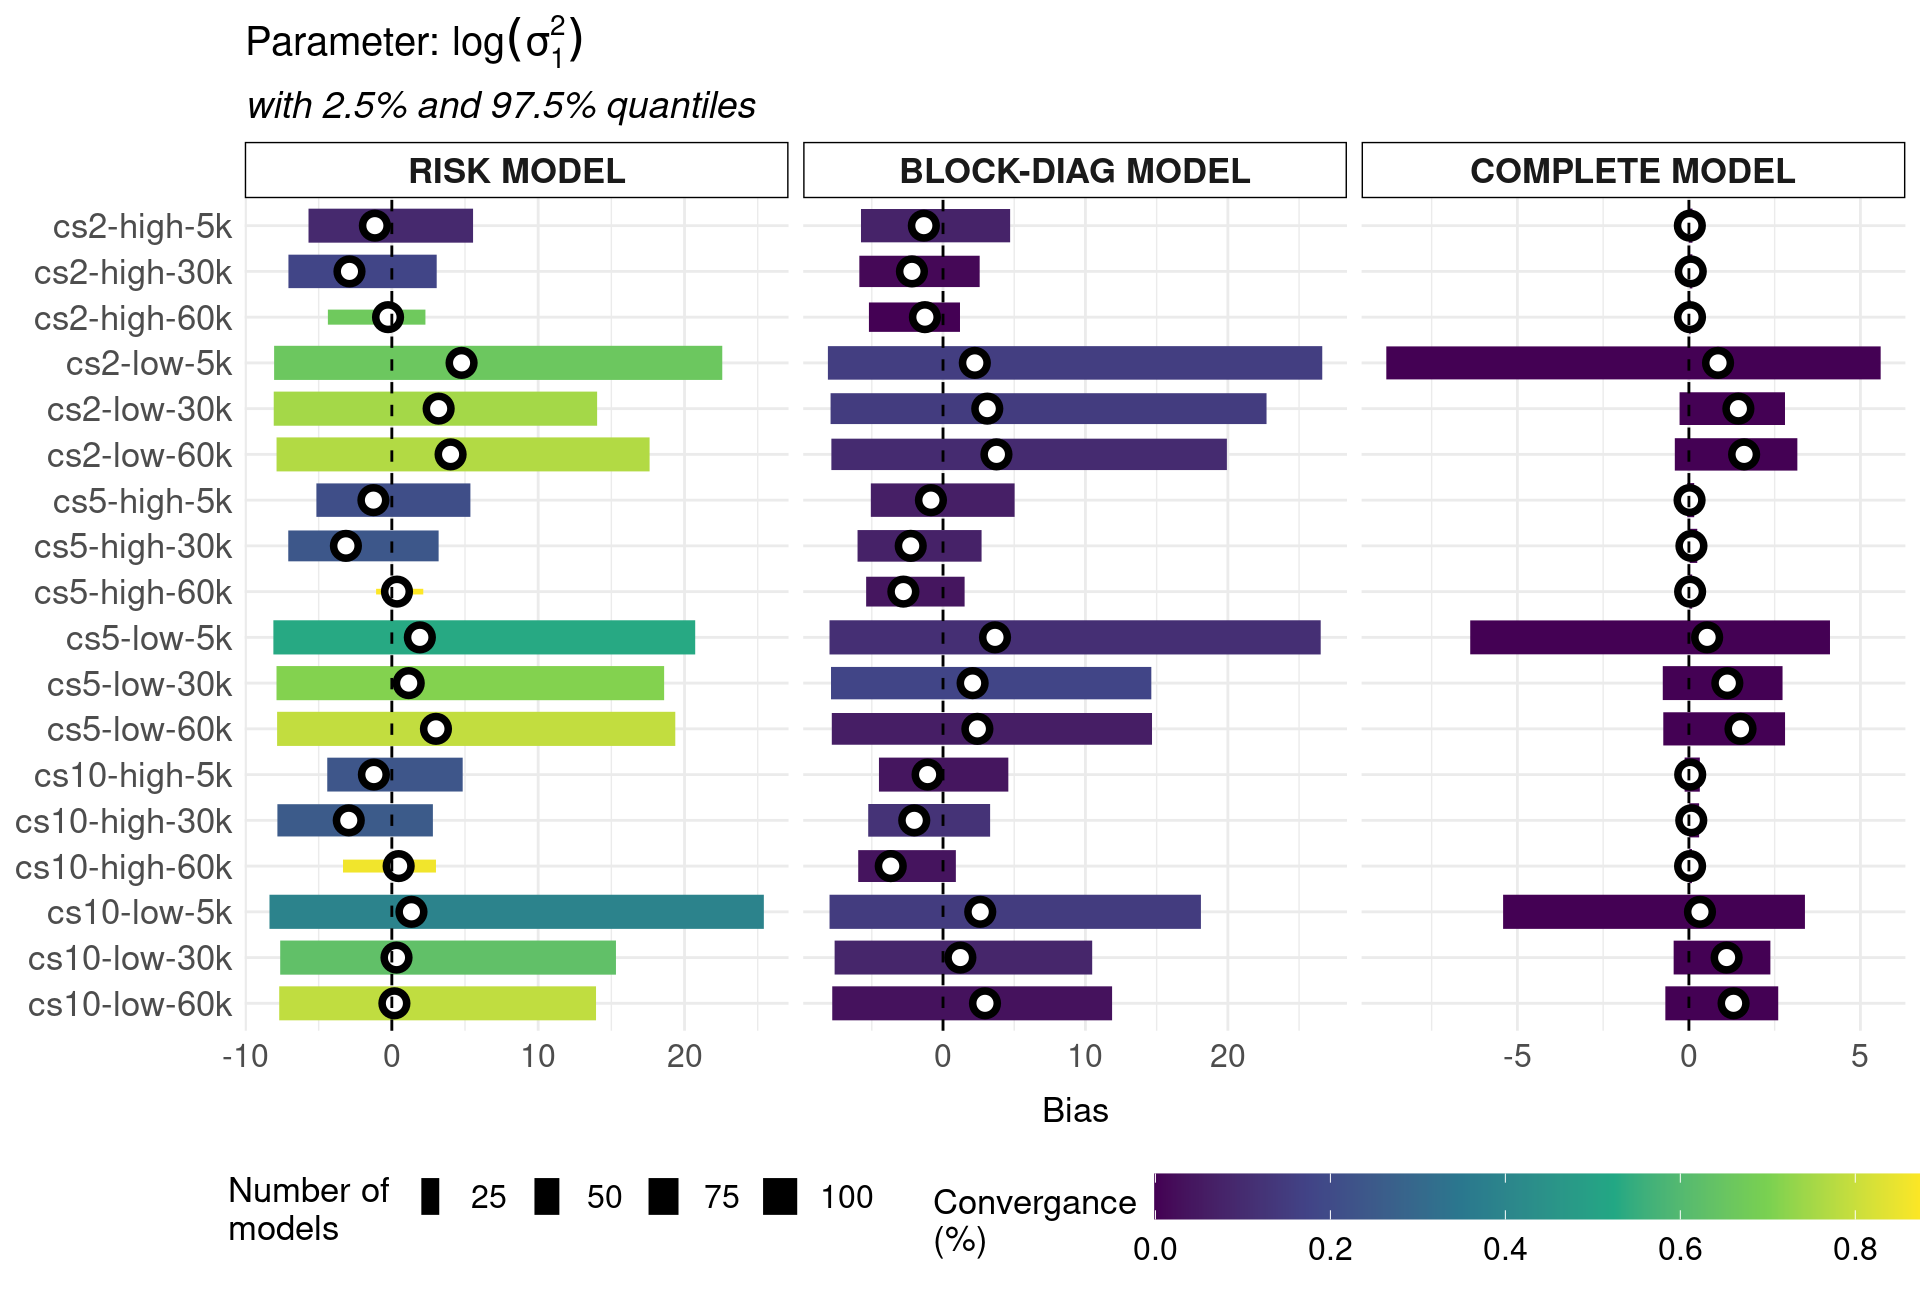 Parameter: log(σ₁²)
with 2.5% and 97.5% quantiles
RISK MODEL BLOCK-DIAG MODEL COMPLETE MODEL
cs2-high-5k
cs2-high-30k
cs2-high-60k
cs2-low-5k
cs2-low-30k
cs2-low-60k
cs5-high-5k
cs5-high-30k
cs5-high-60k
cs5-low-5k
cs5-low-30k
cs5-low-60k
cs10-high-5k
cs10-high-30k
cs10-high-60k
cs10-low-5k
cs10-low-30k
cs10-low-60k
-10 0 10 20 0 10 20 -5 0 5
Bias
Number of
models
25 50 75 100
Convergance
(%)
0.0 0.2 0.4 0.6 0.8